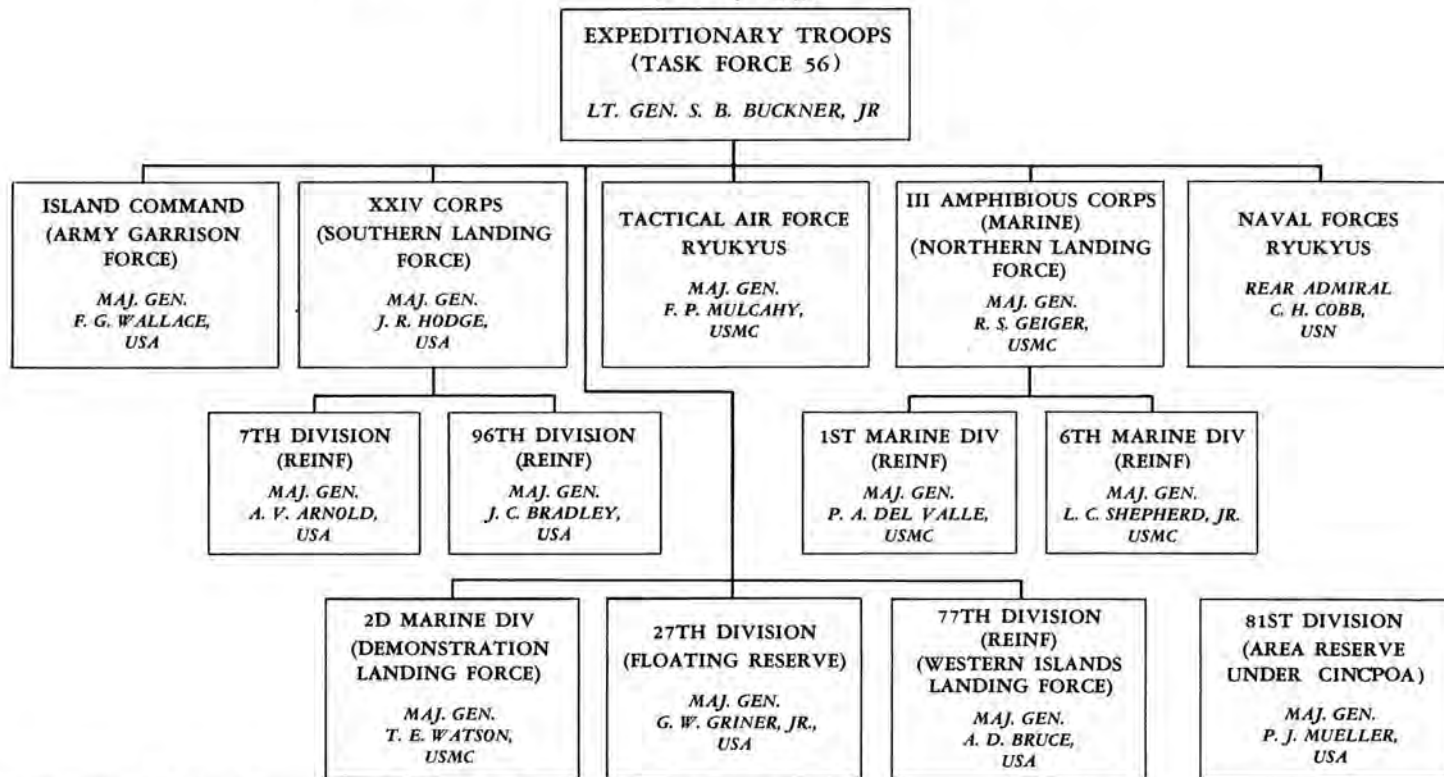 EXPEDITIONARY TROOPS
(TASK FORCE 56)
LT. GEN. S. B. BUCKNER, JR
ISLAND COMMAND
(ARMY GARRISON
FORCE)
MAJ. GEN.
F. G. WALLACE,
USA
XXIV CORPS
(SOUTHERN LANDING
FORCE)
MAJ. GEN.
J. R. HODGE,
USA
TACTICAL AIR FORCE
RYUKYUS
MAJ. GEN.
F. P. MULCAHY,
USMC
III AMPHIBIOUS CORPS
(MARINE)
(NORTHERN LANDING
FORCE)
MAJ. GEN.
R. S. GEIGER,
USMC
NAVAL FORCES
RYUKYUS
REAR ADMIRAL
C. H. COBB,
USN
7TH DIVISION
(REINF)
MAJ. GEN.
A. V. ARNOLD,
USA
96TH DIVISION
(REINF)
MAJ. GEN.
J. C. BRADLEY,
USA
1ST MARINE DIV
(REINF)
MAJ. GEN.
P. A. DEL VALLE,
USMC
6TH MARINE DIV
(REINF)
MAJ. GEN.
L. C. SHEPHERD, JR.
USMC
2D MARINE DIV
(DEMONSTRATION
LANDING FORCE)
MAJ. GEN.
T. E. WATSON,
USMC
27TH DIVISION
(FLOATING RESERVE)
MAJ. GEN.
G. W. GRINER, JR.,
USA
77TH DIVISION
(REINF)
(WESTERN ISLANDS
LANDING FORCE)
MAJ. GEN.
A. D. BRUCE,
USA
81ST DIVISION
(AREA RESERVE
UNDER CINCPOA)
MAJ. GEN.
P. J. MUELLER,
USA